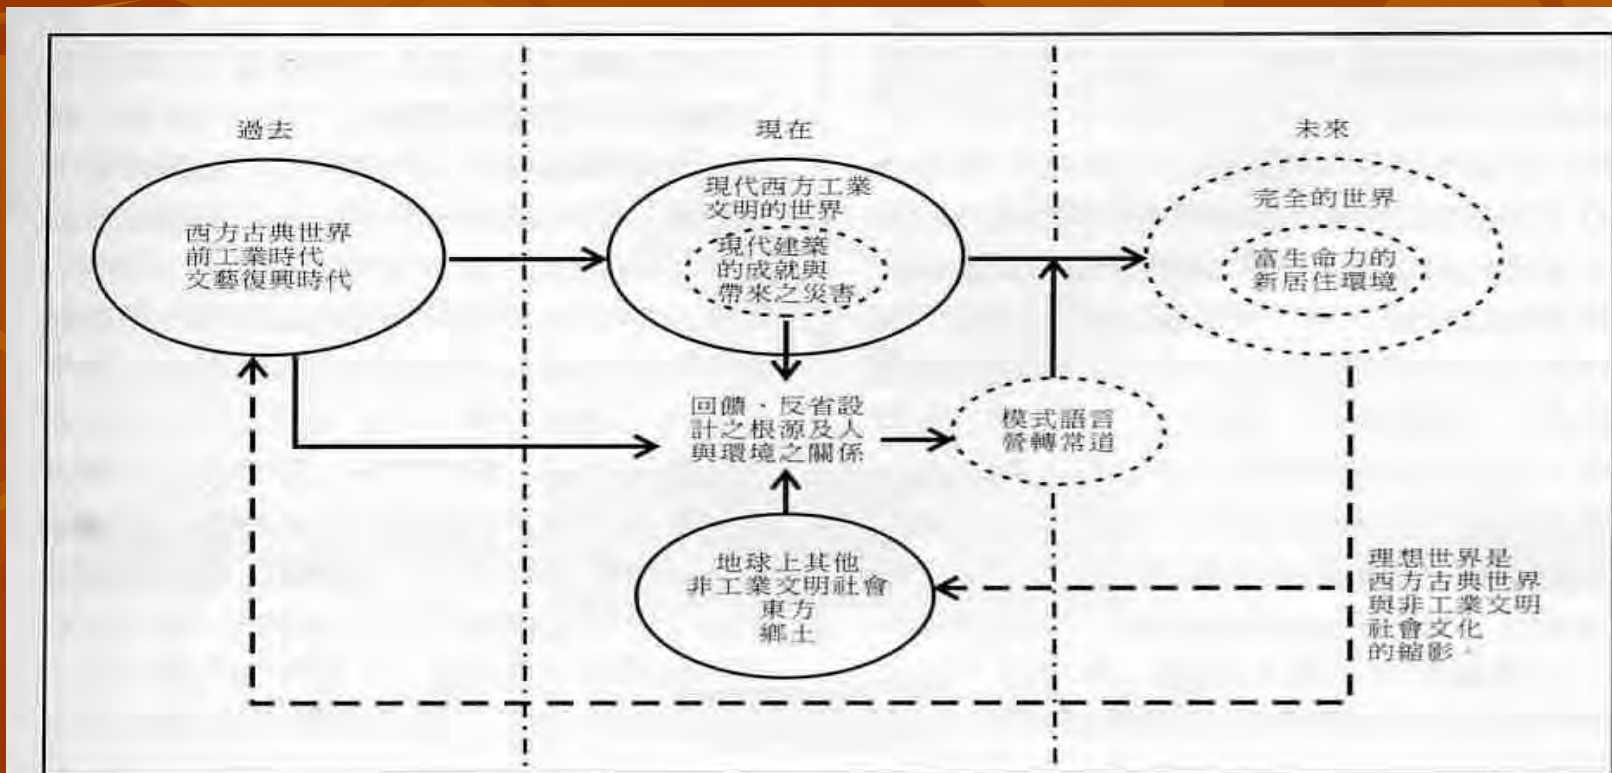 過去
西方古典世界
前工業時代
文藝復興時代
現在
現代西方工業
文明的世界
現代建築
的成就與
帶來之災害
回饋、反省設
計之根源及人
與環境之關係
地球上其他
非工業文明社會
東方
鄉土
模式語言
營轉常道
未來
完全的世界
富生命力的
新居住環境
理想世界是
西方古典世界
與非工業文明
社會文化
的縮影。